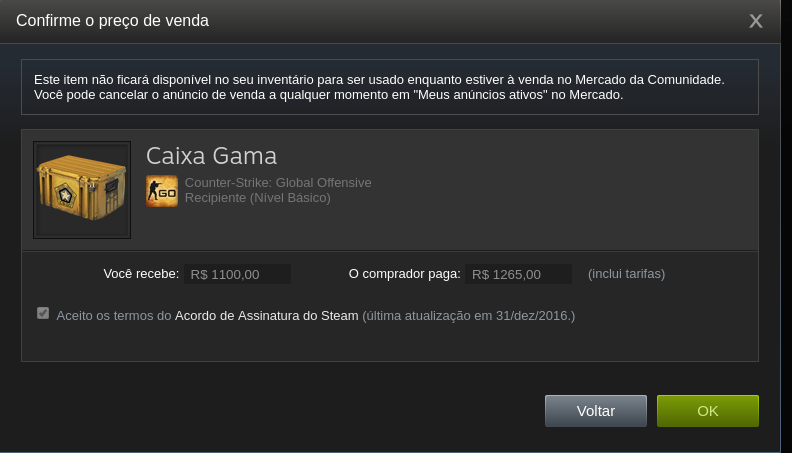 Confirme o preço de venda
X
Este item não ficará disponível no seu inventário para ser usado enquanto estiver à venda no Mercado da Comunidade.
Você pode cancelar o anúncio de venda a qualquer momento em "Meus anúncios ativos" no Mercado.
Caixa Gama
GO
Counter-Strike: Global Offensive
Recipiente (Nível Básico)
Você recebe: R$ 1100,00 O comprador paga: R$ 1265,00 (inclui tarifas)
Aceito os termos do Acordo de Assinatura do Steam (última atualização em 31/dez/2016.)
Voltar OK